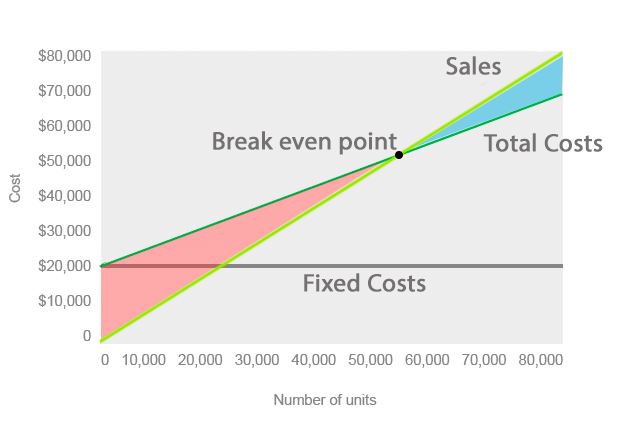 $80,000
Sales
$70,000
$60,000
Break even point
Total Costs
$50,000
Cost
$40,000
$30,000
$20,000
Fixed Costs
$10,000
0
0 10,000 20,000 30,000 40,000 50,000 60,000 70,000 80,000
Number of units